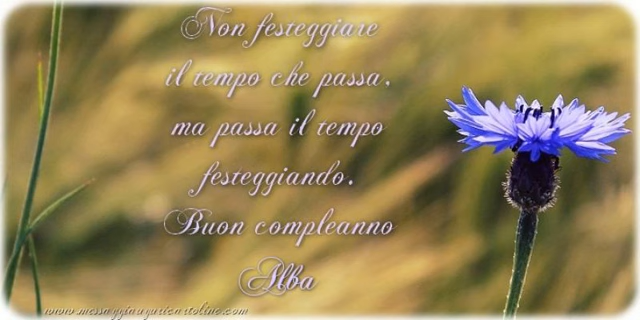 Non festeggiare
il tempo che passa,
ma passa il tempo
festeggiando.
Buon compleanno
Alba
www.messaggiauguricartoline.com